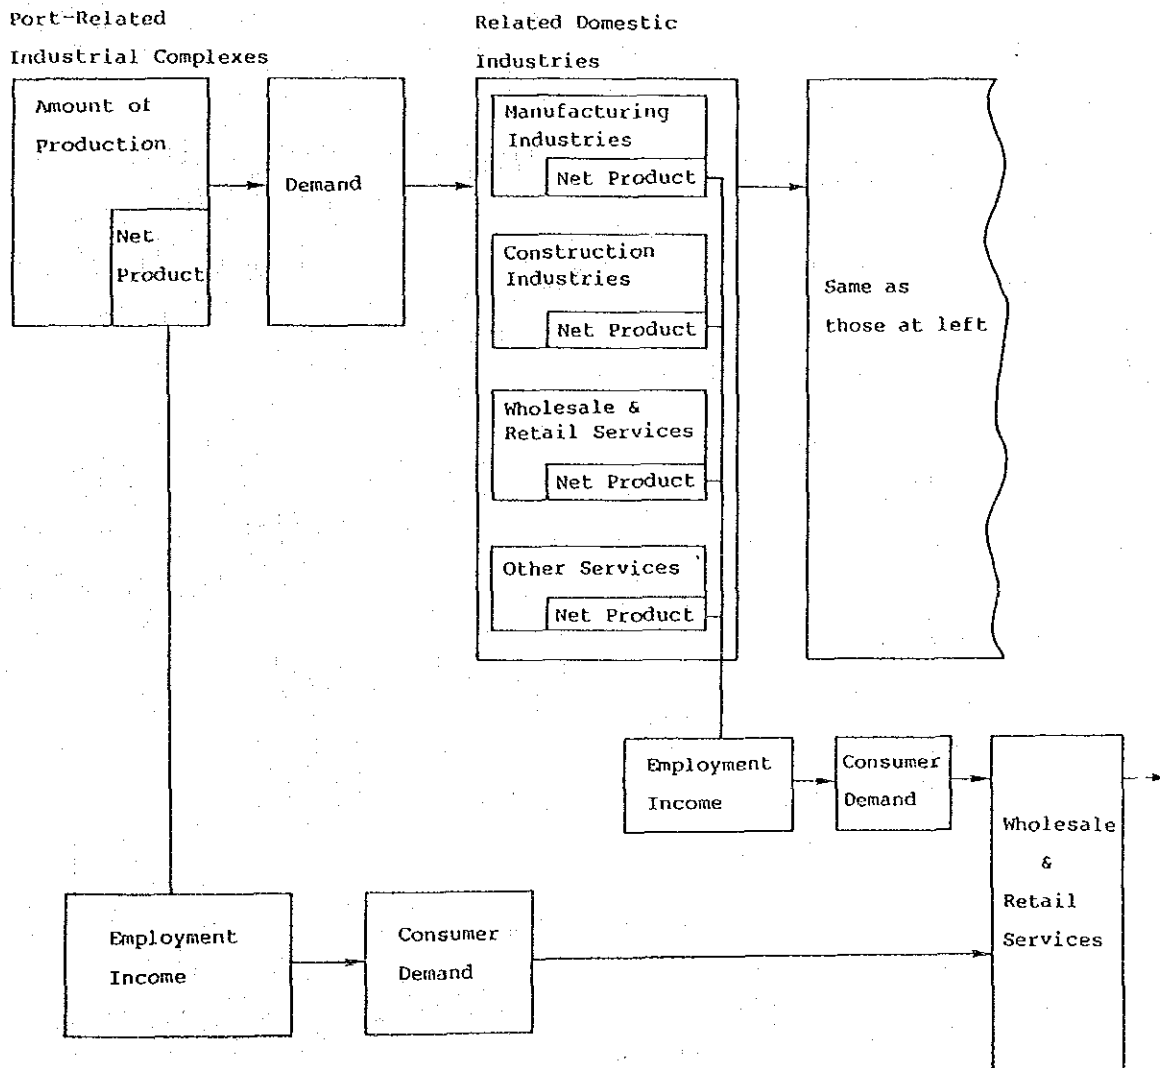 Port-Related
Industrial Complexes
Amount of
Production
Net
Product
Demand
Related Domestic
Industries
Manufacturing
Industries
Net Product
Construction
Industries
Net Product
Wholesale &
Retail Services
Net Product
Other Services
Net Product
Same as
those at left
Employment
Income
Consumer
Demand
Wholesale
&
Retail
Services
Employment
Income
Consumer
Demand